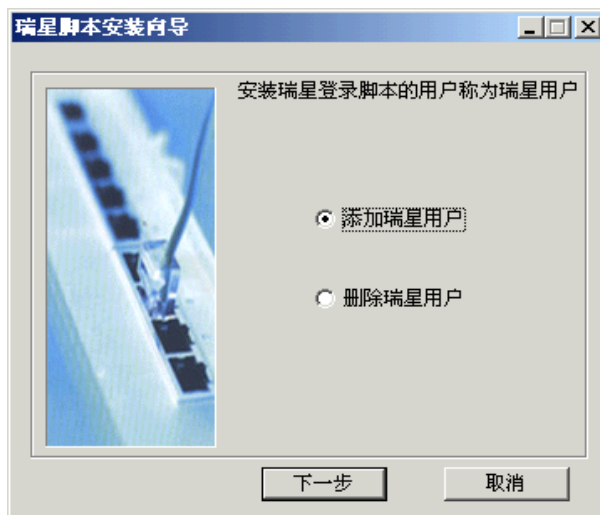 瑞星脚本安装向导
安装瑞星登录脚本的用户称为瑞星用户
添加瑞星用户
删除瑞星用户
下一步
取消